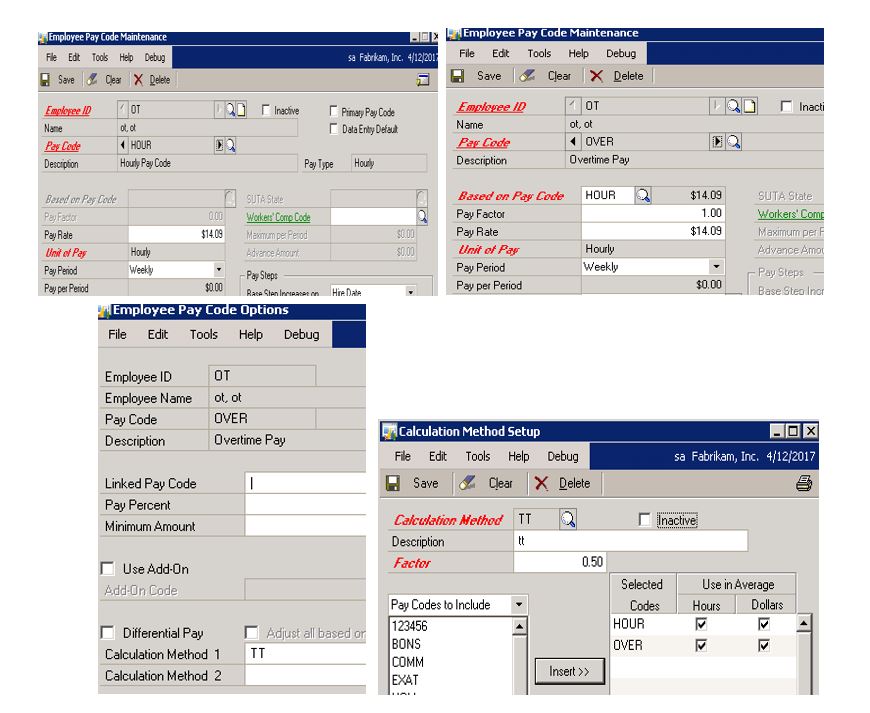 Employee Pay Code Maintenance
File Edit Tools Help Debug sa Fabrikam, Inc. 4/12/2017
Save Clear Delete
Employee ID OT Inactive Primary Pay Code
Name ot, ot Data Entry Default
Pay Code HOUR
Description Hourly Pay Code Pay Type Hourly
Based on Pay Code SUTA State
Pay Factor 0.00 Workers' Comp Code
Pay Rate $14.09 Maximum per Period $0.00
Unit of Pay Hourly Advance Amount $0.00
Pay Period Weekly Pay Steps
Pay per Period $0.00 Base Step Increases on Hire Date
Employee Pay Code Maintenance
File Edit Tools Help Debug
Save Clear Delete
Employee ID OT Inacti
Name ot, ot
Pay Code OVER
Description Overtime Pay
Based on Pay Code HOUR $14.09 SUTA State
Pay Factor 1.00 Workers' Comp
Pay Rate $14.09 Maximum per F
Unit of Pay Hourly Advance Amou
Pay Period Weekly Pay Steps
Pay per Period $0.00 Base Step Incr
Employee Pay Code Options
File Edit Tools Help Debug
Employee ID OT
Employee Name ot, ot
Pay Code OVER
Description Overtime Pay
Linked Pay Code
Pay Percent
Minimum Amount
Use Add-On
Add-On Code
Differential Pay Adjust all based on
Calculation Method 1 TT
Calculation Method 2
Calculation Method Setup
File Edit Tools Help Debug sa Fabrikam, Inc. 4/12/2017
Save Clear Delete
Calculation Method TT Inactive
Description tt
Factor 0.50
Selected Use in Average
Pay Codes to Include Codes Hours Dollars
123456 HOUR
BONS OVER
COMM
EXAT Insert >>